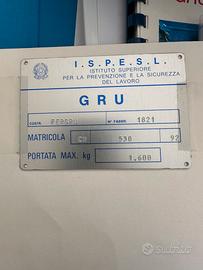 I.S.P.E.S.L.
ISTITUTO SUPERIORE
PER LA PREVENZIONE E LA SICUREZZA
DEL LAVORO
GRU
N° FABBR. 1821
MATRICOLA 530 92
PORTATA MAX. kg 1.600
subito